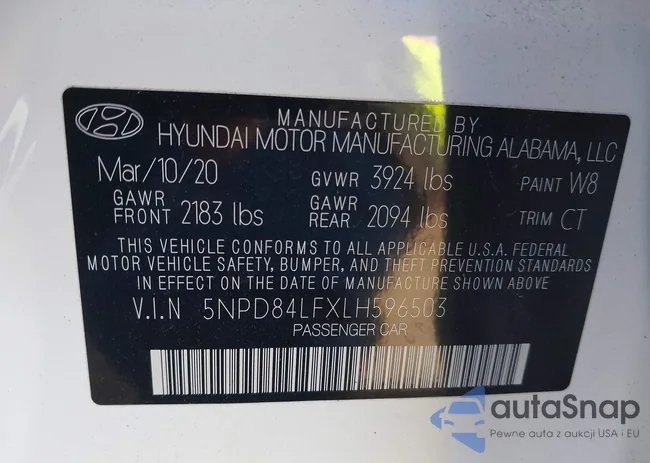 MANUFACTURED BY
HYUNDAI MOTOR MANUFACTURING ALABAMA, LLC
Mar/10/20 GVWR 3924 lbs PAINT W8
GAWR FRONT 2183 lbs GAWR REAR 2094 lbs TRIM CT
THIS VEHICLE CONFORMS TO ALL APPLICABLE U.S.A. FEDERAL
MOTOR VEHICLE SAFETY, BUMPER, AND THEFT PREVENTION
STANDARDS IN EFFECT ON THE DATE OF MANUFACTURE SHOWN ABOVE
V.I.N 5NPD84LFXLH596503
PASSENGER CAR
autaSnap
Pewne auta z aukcji USA i EU